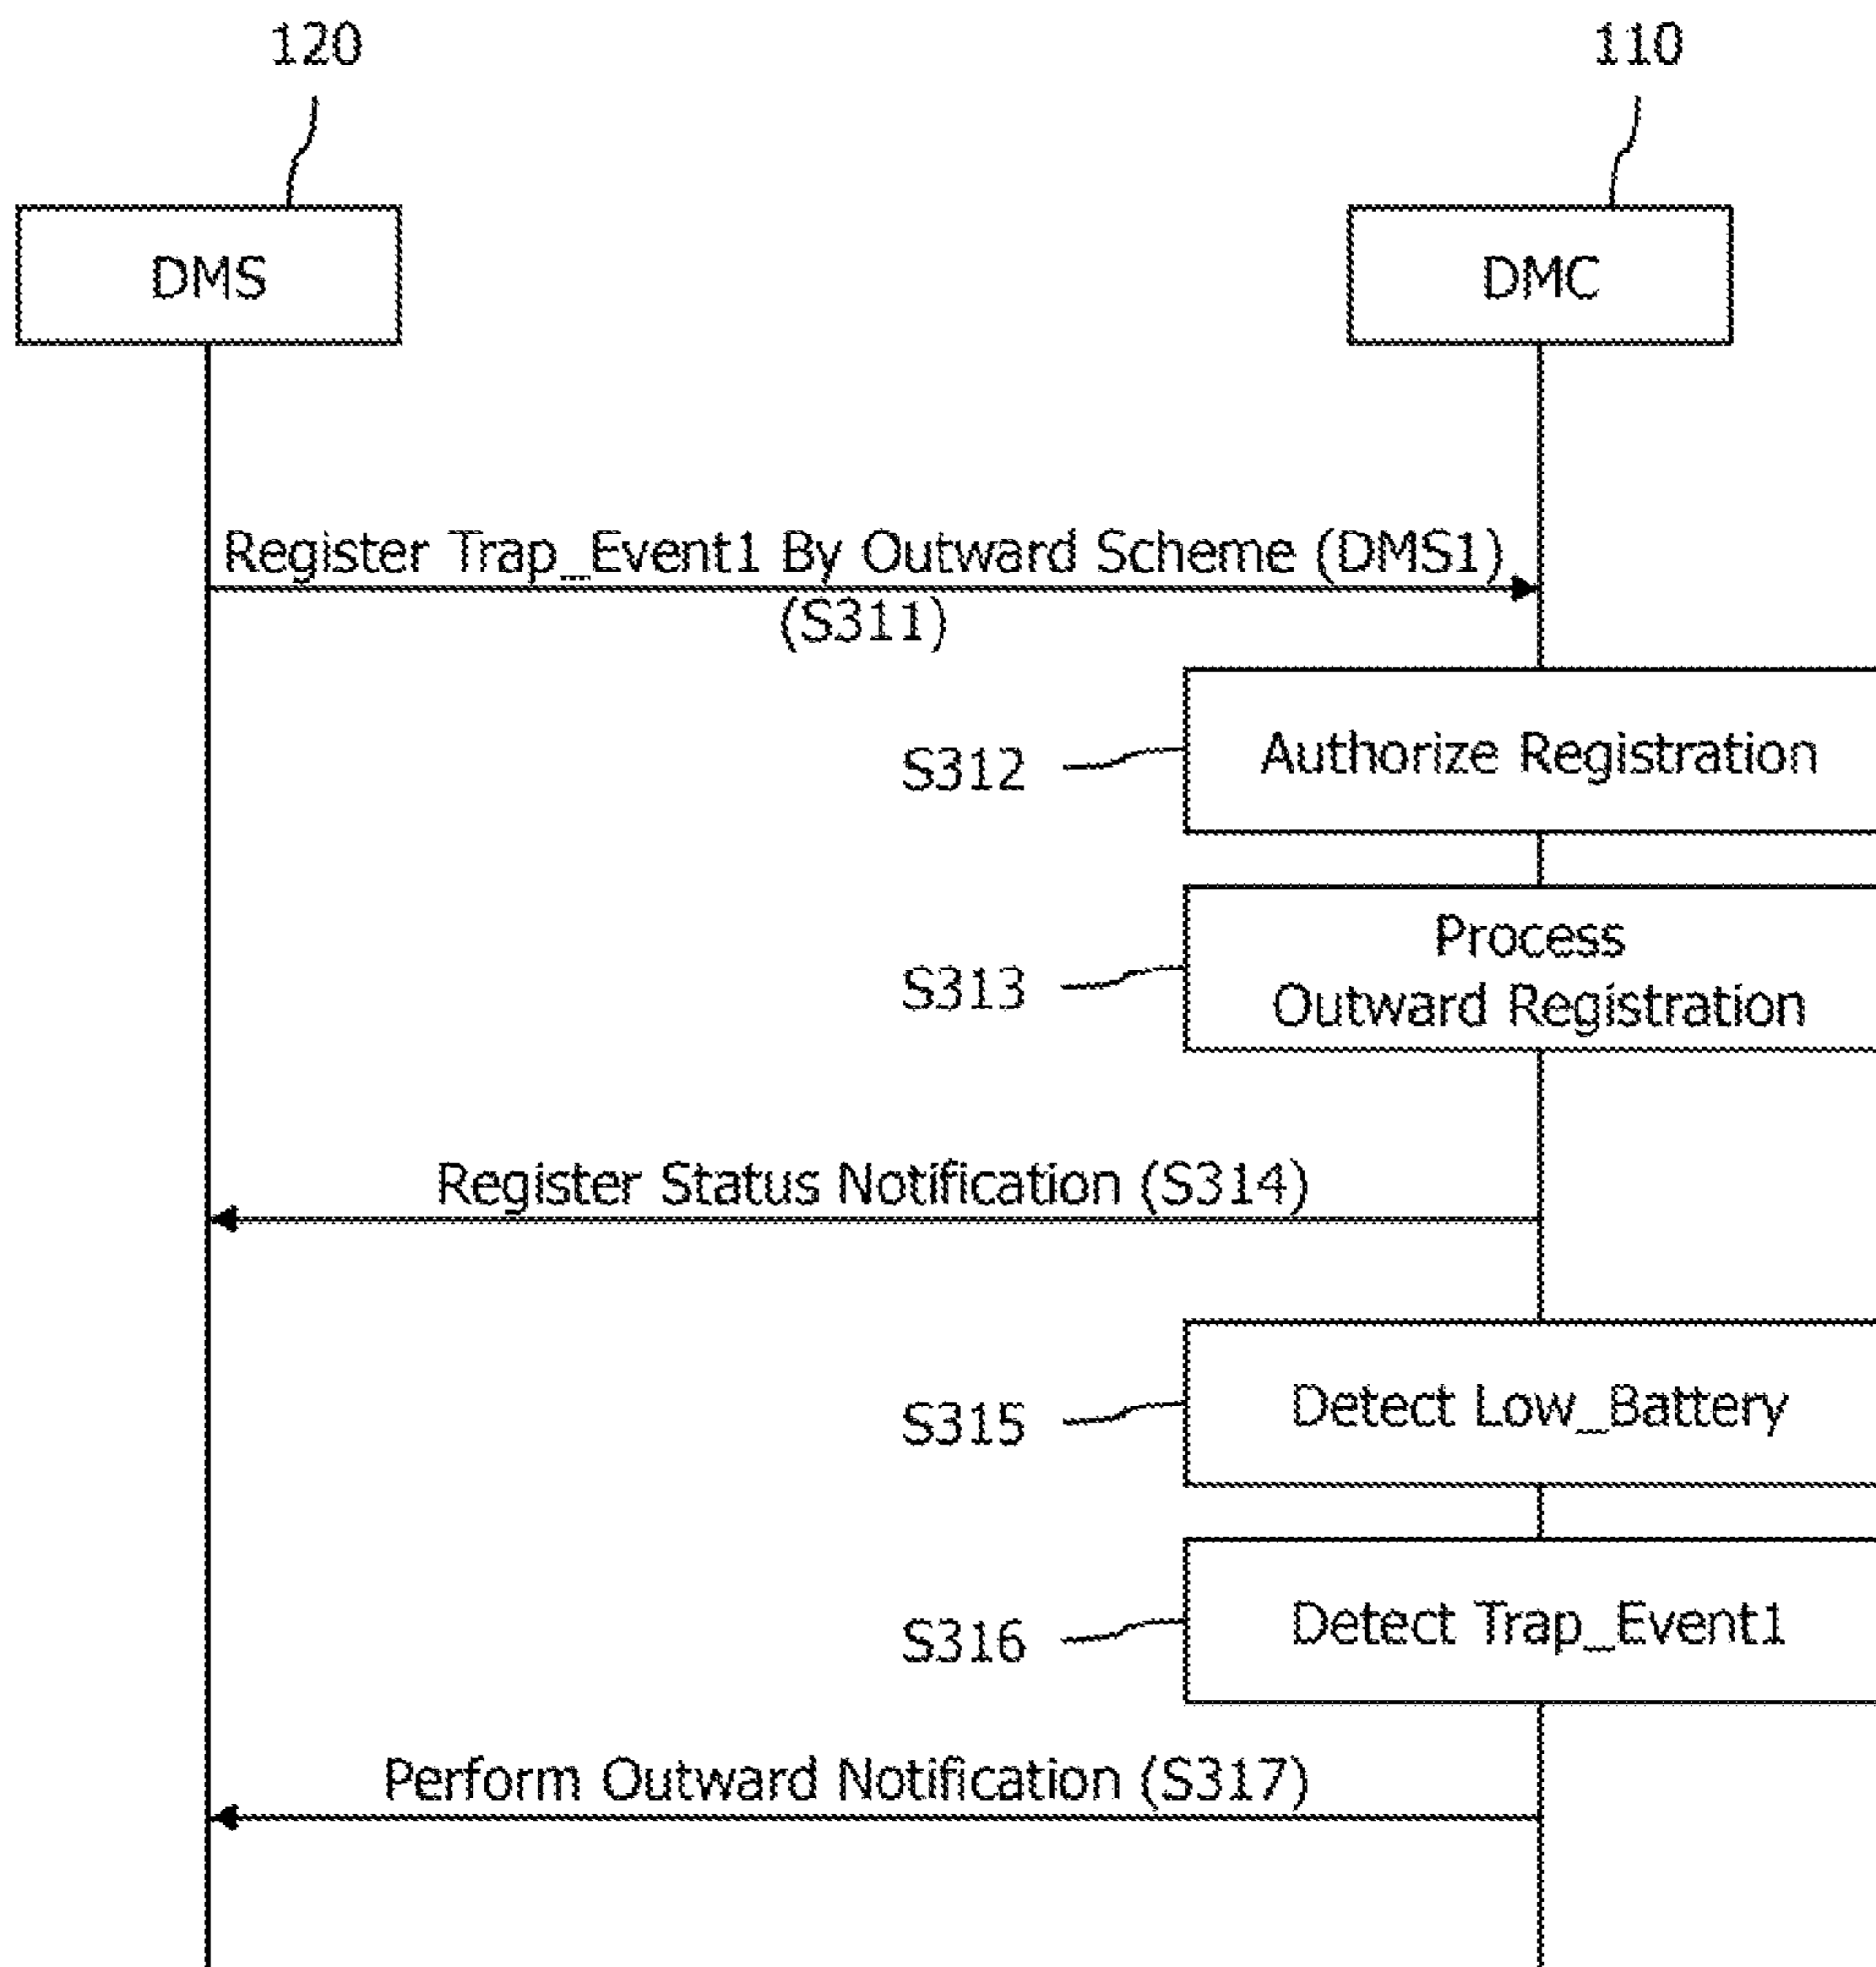 120
110
DMS
DMC
Register Trap_Event1 By Outward Scheme (DMS1)
(S311)
S312
Authorize Registration
S313
Process
Outward Registration
Register Status Notification (S314)
S315
Detect Low_Battery
S316
Detect Trap_Event1
Perform Outward Notification (S317)